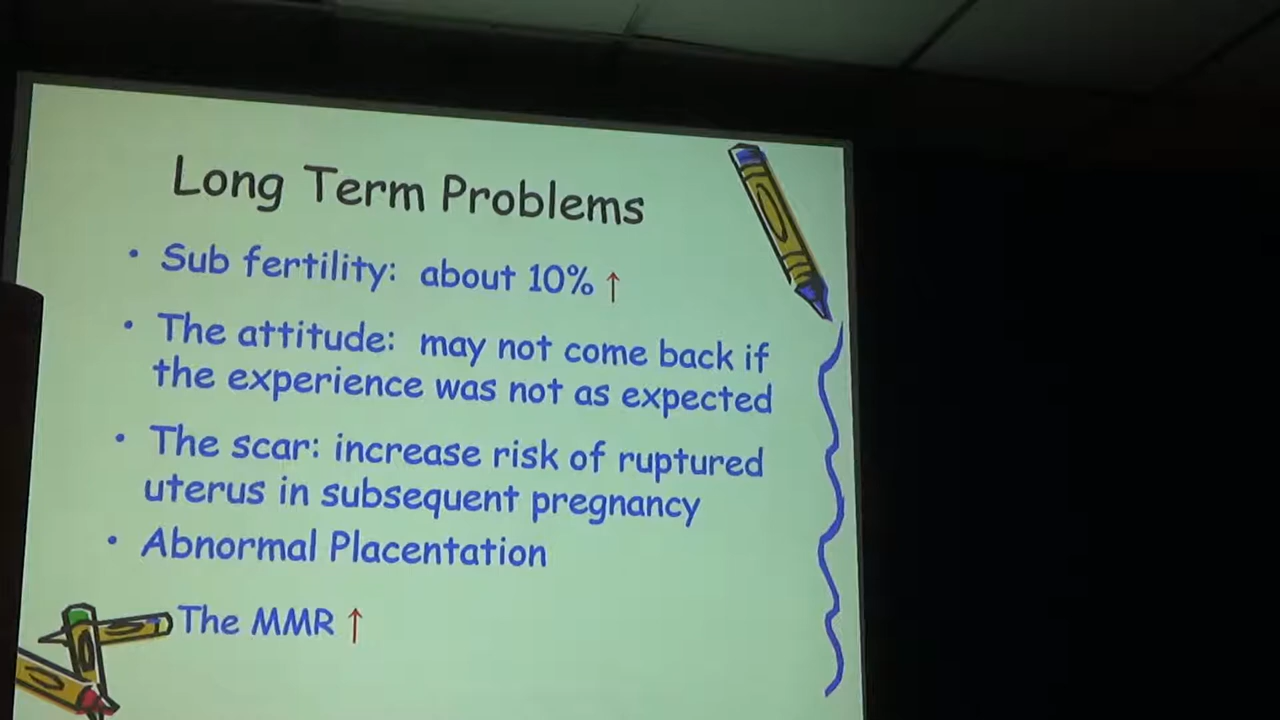 Long Term Problems
• Sub fertility: about 10% ↑
• The attitude: may not come back if
the experience was not as expected
• The scar: increase risk of ruptured
uterus in subsequent pregnancy
• Abnormal Placentation
The MMR ↑